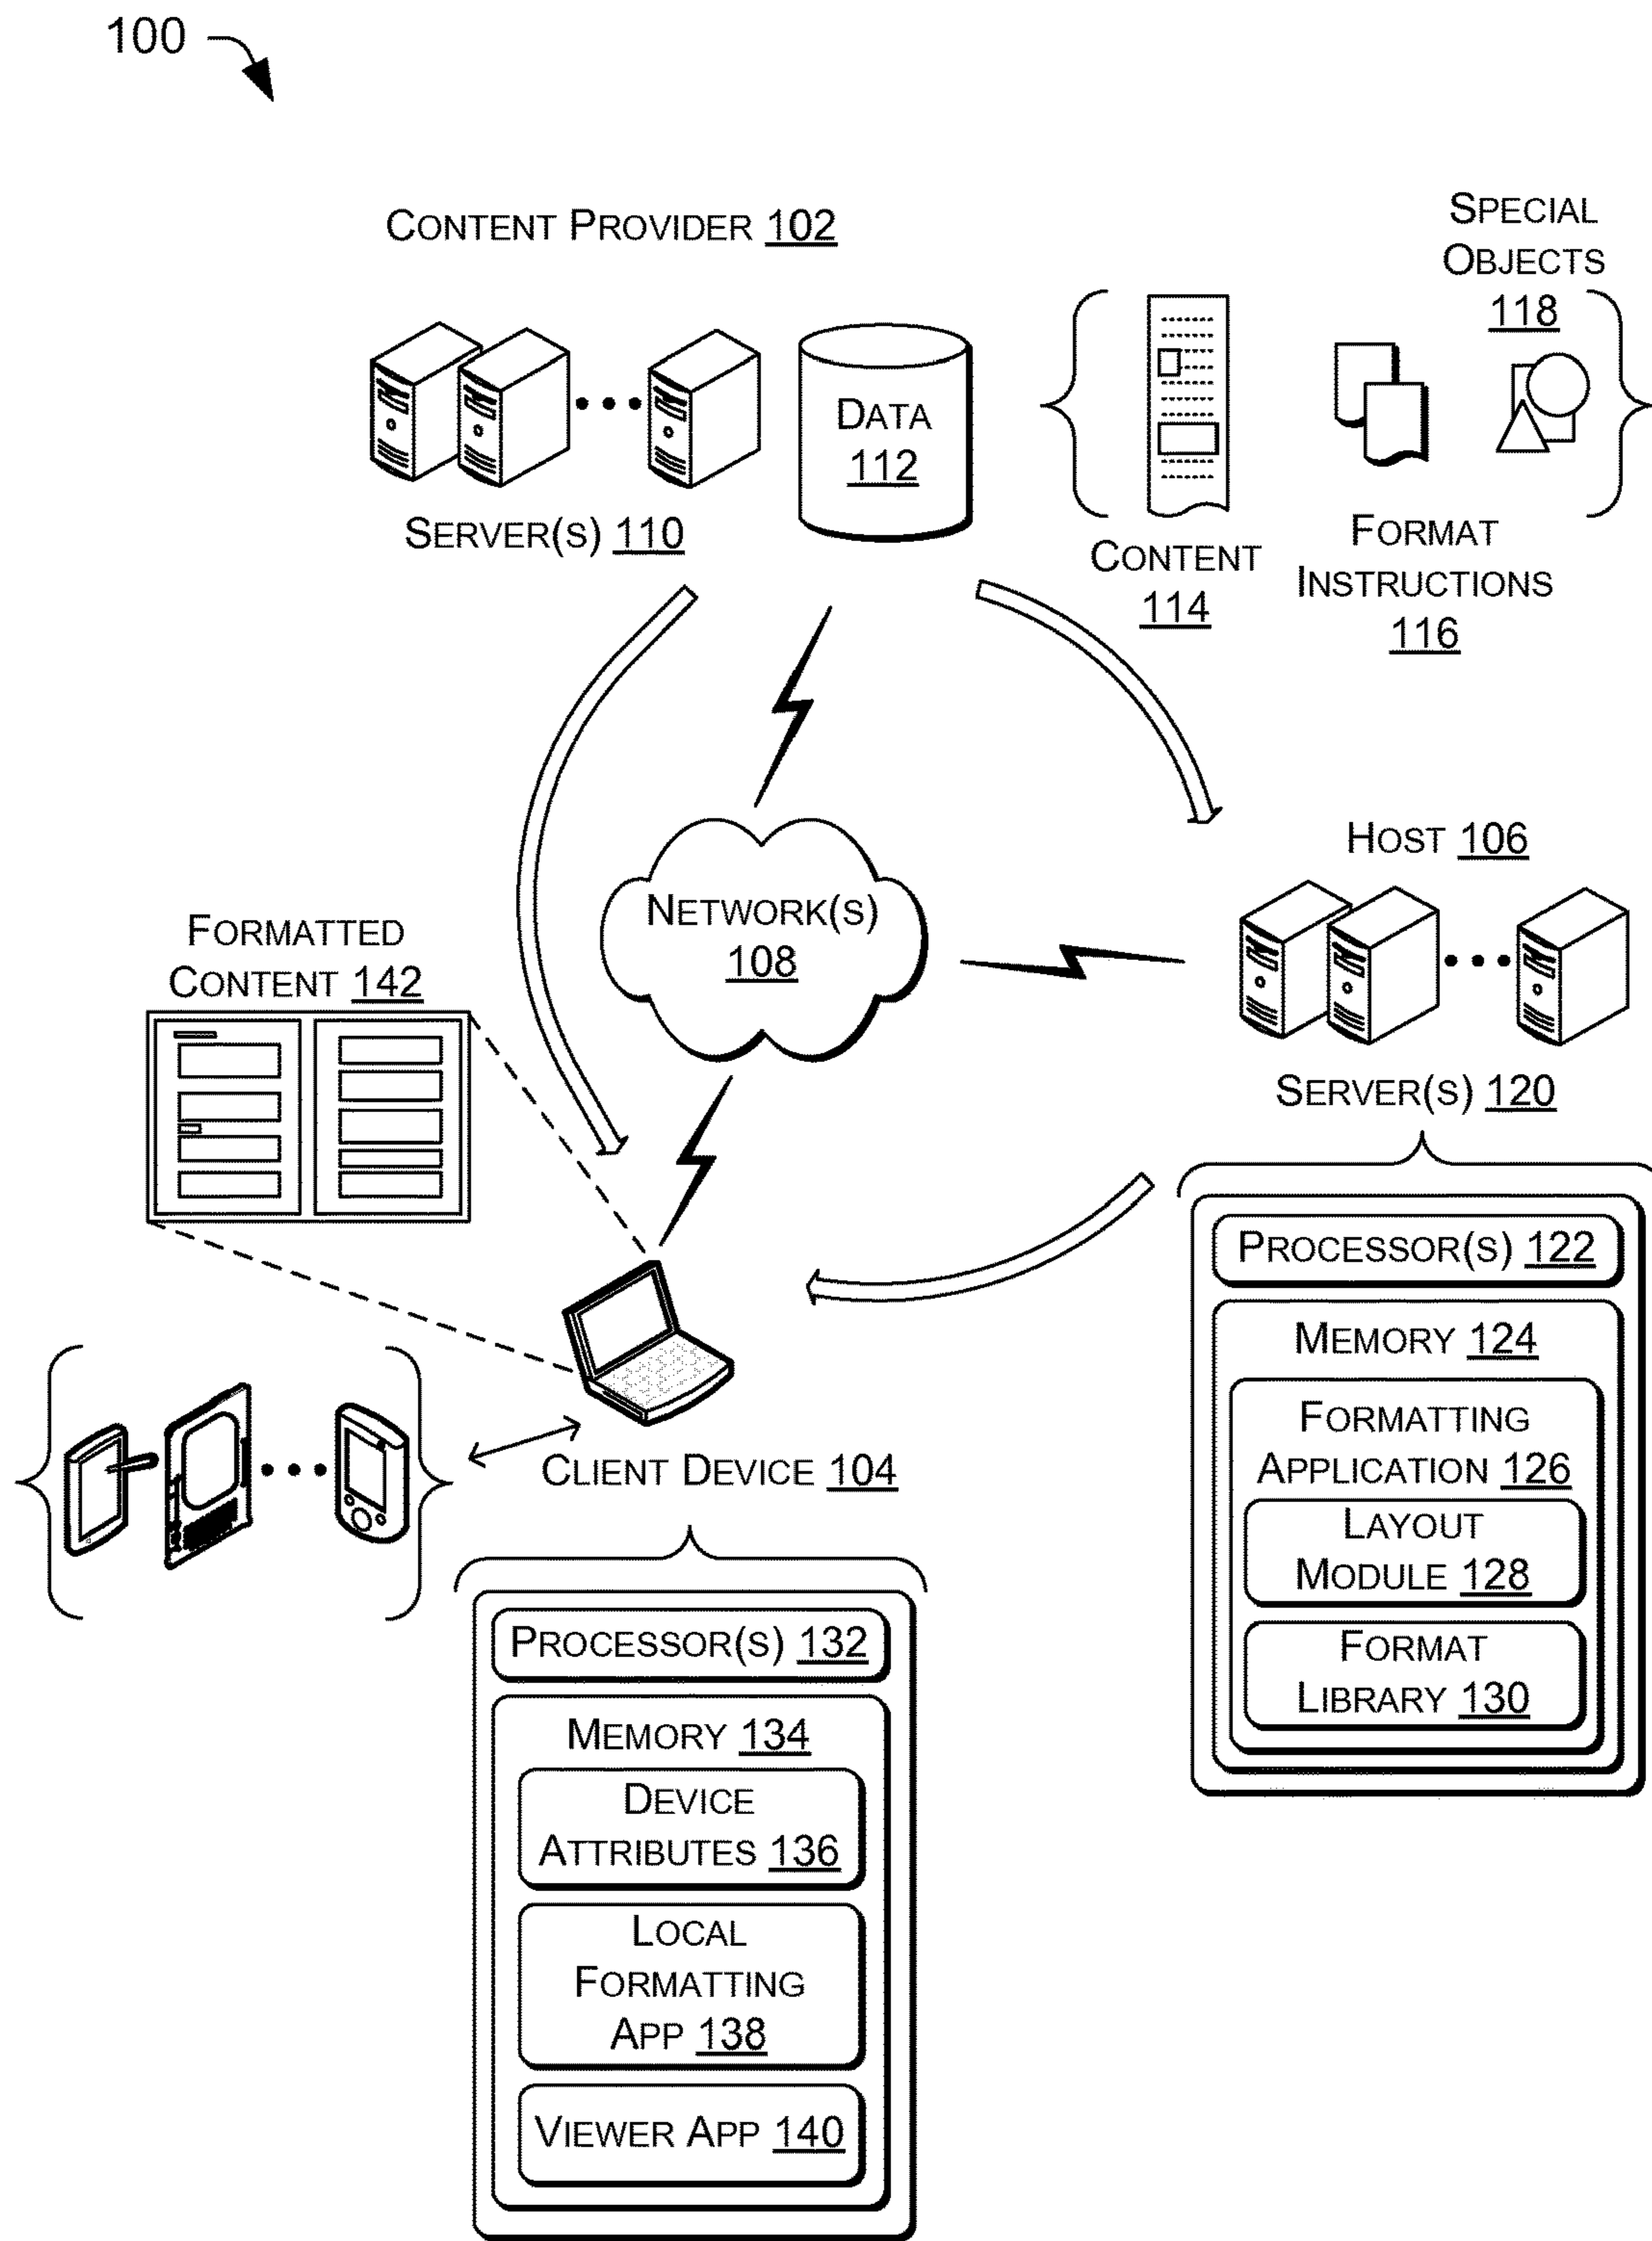 100
CONTENT PROVIDER 102
SPECIAL
OBJECTS
118
DATA
112
SERVER(S) 110
CONTENT
114
FORMAT
INSTRUCTIONS
116
HOST 106
NETWORK(S)
108
FORMATTED
CONTENT 142
SERVER(S) 120
PROCESSOR(S) 122
MEMORY 124
FORMATTING
APPLICATION 126
LAYOUT
MODULE 128
FORMAT
LIBRARY 130
CLIENT DEVICE 104
PROCESSOR(S) 132
MEMORY 134
DEVICE
ATTRIBUTES 136
LOCAL
FORMATTING
APP 138
VIEWER APP 140